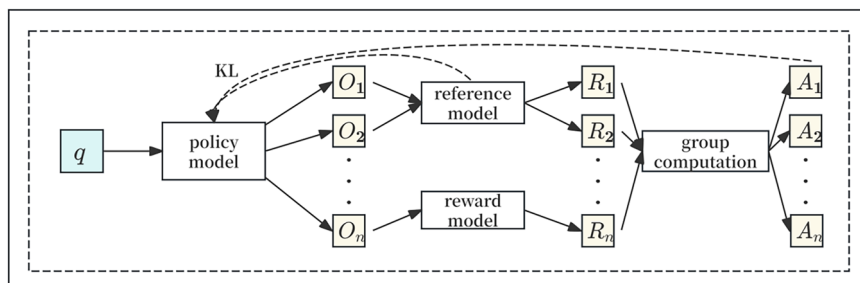 KL
q
policy
model
O1
O2
On
reference
model
reward
model
R1
R2
Rn
group
computation
A1
A2
An